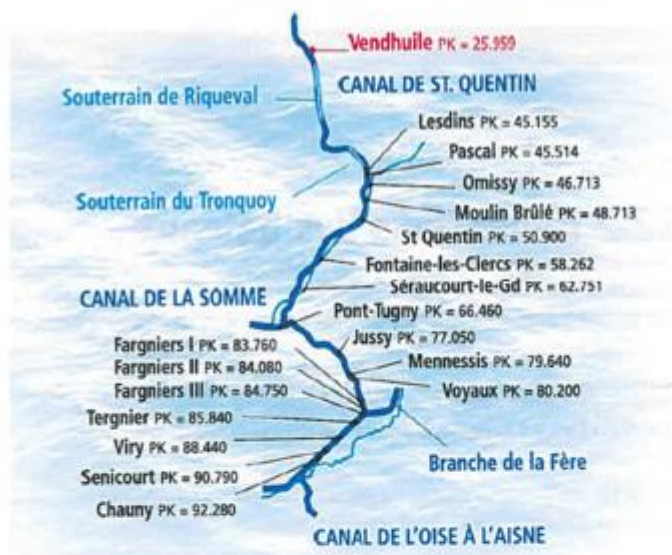 Vendhuile PK = 25.959
CANAL DE ST. QUENTIN
Souterrain de Riqueval
Lesdins PK = 45.155
Pascal PK = 45.514
Omissy PK = 46.713
Souterrain du Tronquoy
Moulin Brûlé PK = 48.713
St Quentin PK = 50.900
Fontaine-les-Clercs PK = 58.262
Séraucourt-le-Gd PK = 62.751
CANAL DE LA SOMME
Pont-Tugny PK = 66.460
Jussy PK = 77.050
Fargniers I PK = 83.760
Mennessis PK = 79.640
Fargniers II PK = 84.080
Fargniers III PK = 84.750
Voyaux PK = 80.200
Tergnier PK = 85.840
Viry PK = 88.440
Branche de la Fère
Senicourt PK = 90.790
Chauny PK = 92.280
CANAL DE L'OISE À L'AISNE